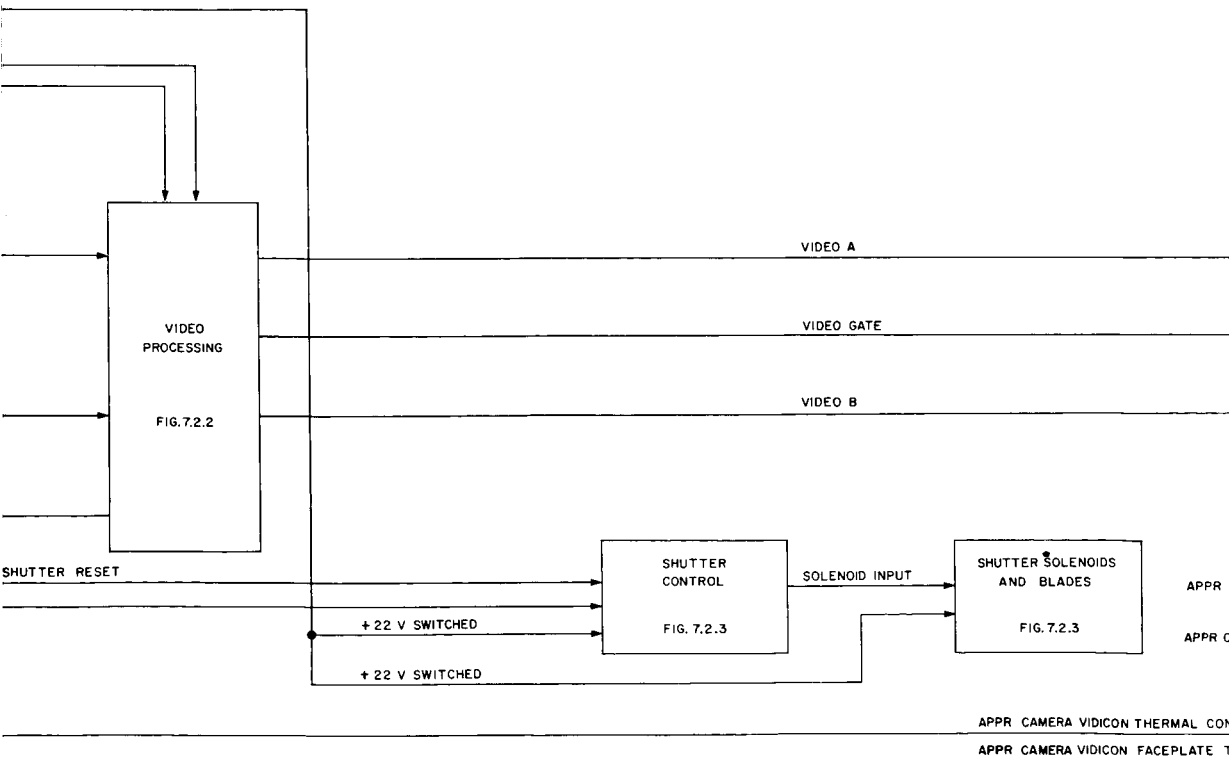 VIDEO A
VIDEO
PROCESSING
FIG. 7.2.2
VIDEO GATE
VIDEO B
SHUTTER RESET
SHUTTER
CONTROL
FIG. 7.2.3
SOLENOID INPUT
SHUTTER SOLENOIDS
AND BLADES
FIG. 7.2.3
APPR
APPR C
+ 22 V SWITCHED
+ 22 V SWITCHED
APPR CAMERA VIDICON THERMAL CON
APPR CAMERA VIDICON FACEPLATE T